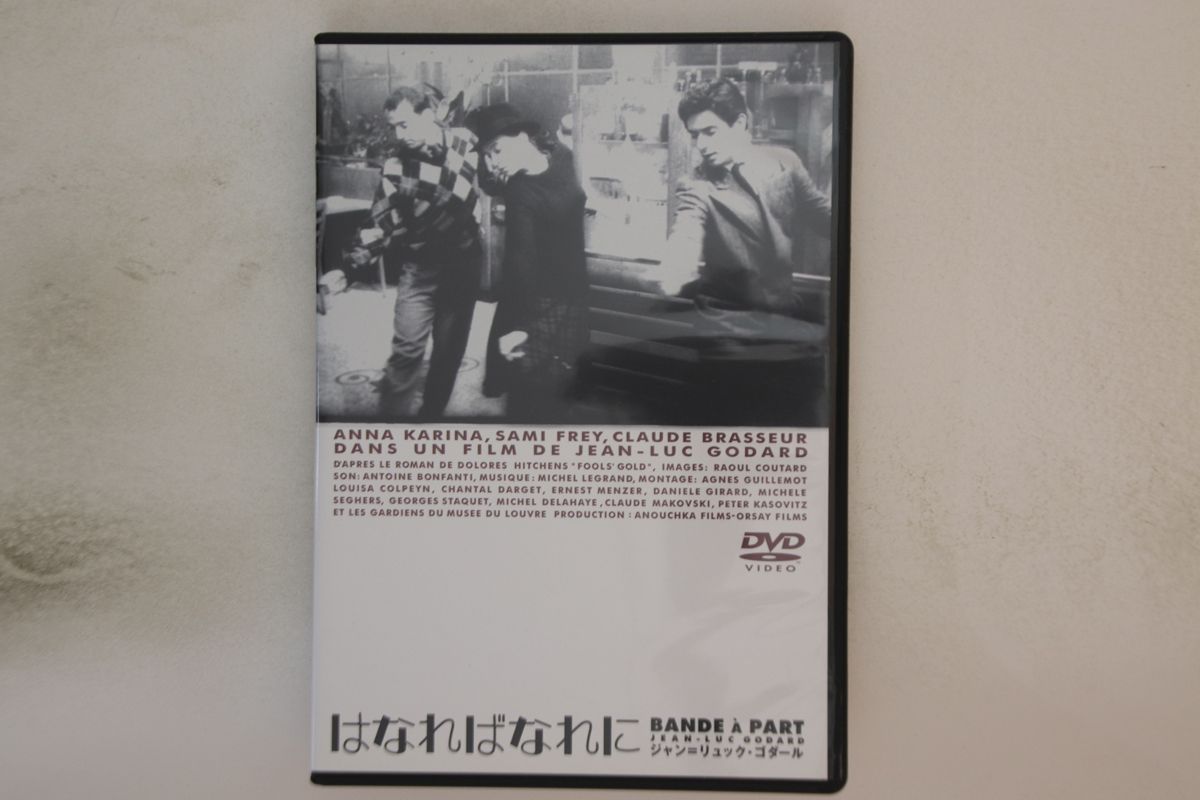 ANNA KARINA, SAMI FREY, CLAUDE BRASSEUR
DANS UN FILM DE JEAN-LUC GODARD
D'APRES LE ROMAN DE DOLORES HITCHENS "FOOLS' GOLD", IMAGES: RAOUL COUTARD
SON: ANTOINE BONFANTI, MUSIQUE: MICHEL LEGRAND, MONTAGE: AGNES GUILLEMOT
LOUISA COLPEYN, CHANTAL DARGET, ERNEST MENZER, DANIELE GIRARD, MICHELE
SEGHERS, GEORGES STAQUET, MICHEL DELAHAYE, CLAUDE MAKOVSKI, PETER KASOVITZ
ET LES GARDIENS DU MUSEE DU LOUVRE PRODUCTION : ANOUCHKA FILMS-ORSAY FILMS
DVD
VIDEO
はなればなれに
BANDE à PART
JEAN-LUC GODARD
ジャン=リュック・ゴダール